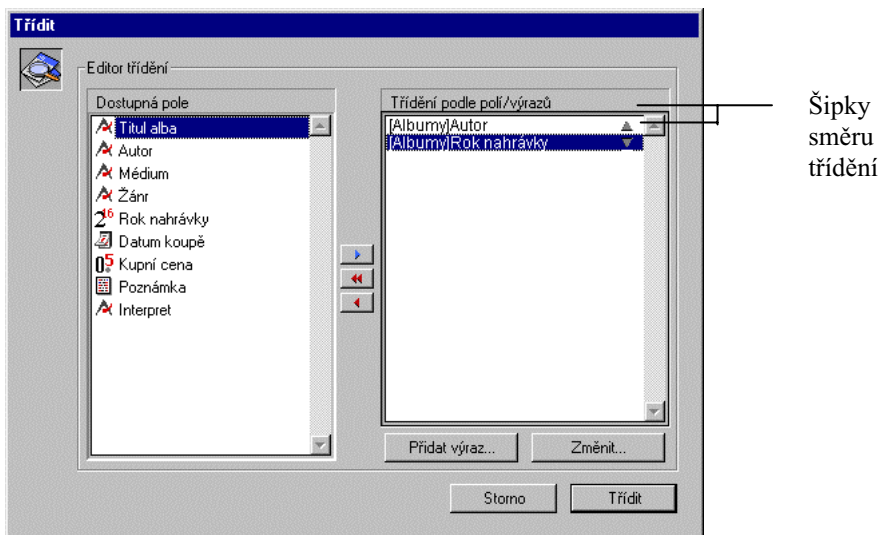 Třídit
Editor třídění
Dostupná pole
Titul alba
Autor
Médium
Žánr
Rok nahrávky
Datum koupě
Kupní cena
Poznámka
Interpret
Třídění podle polí/výrazů
[Albumy]Autor
[Albumy]Rok nahrávky
Přidat výraz...
Změnit...
Storno
Třídit
Šipky
směru
třídění